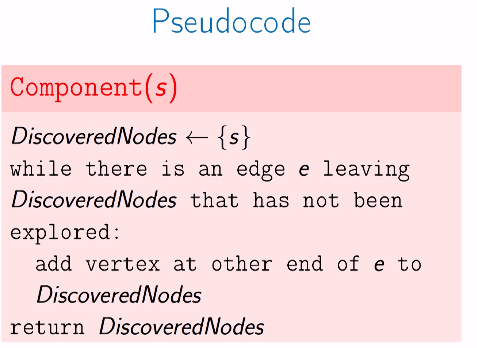 Pseudocode
Component(s)
DiscoveredNodes ← {s}
while there is an edge e leaving
DiscoveredNodes that has not been
explored:
add vertex at other end of e to
DiscoveredNodes
return DiscoveredNodes